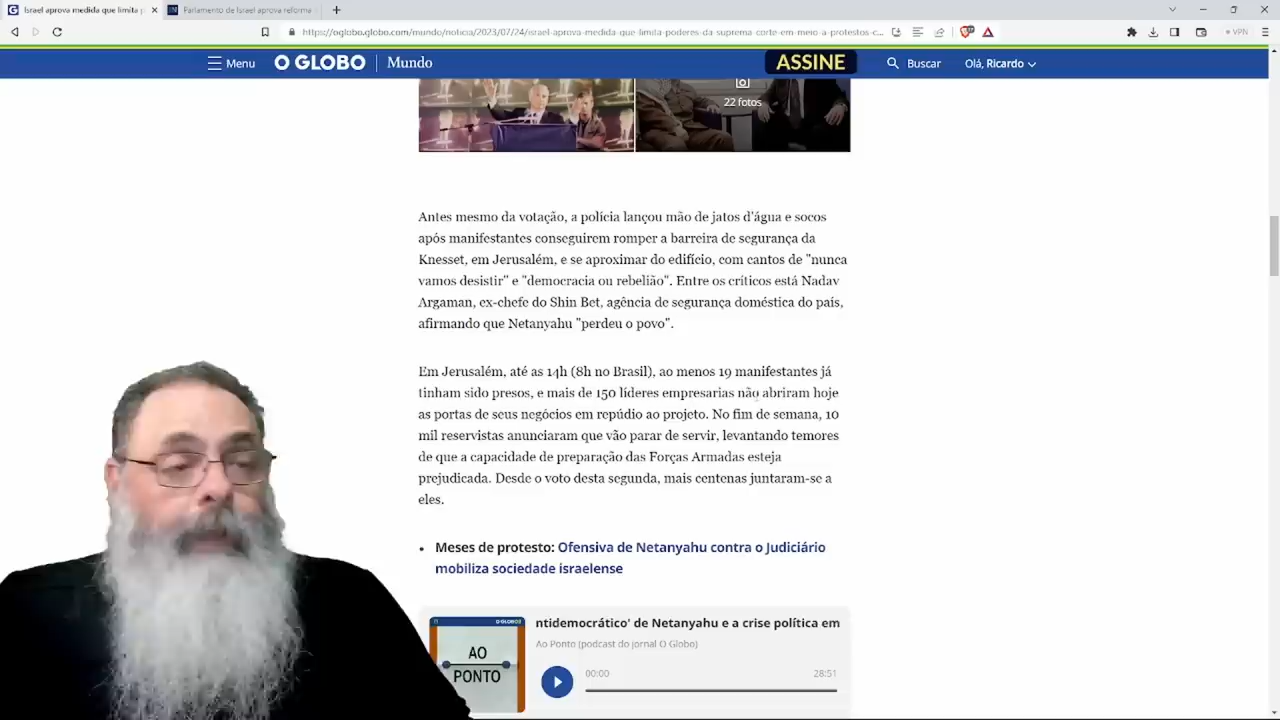 Israel aprova medida que limita
Parlamento de Israel aprova reforma
https://oglobo.globo.com/mundo/noticia/2023/07/24/israel-aprova-medida-que-limita-poderes-da-suprema-corte-em-meio-a-protestos-c...
VPN
Menu
O GLOBO
Mundo
ASSINE
Buscar
Olá, Ricardo
22 fotos
Antes mesmo da votação, a polícia lançou mão de jatos d'água e socos
após manifestantes conseguirem romper a barreira de segurança da
Knesset, em Jerusalém, e se aproximar do edifício, com cantos de "nunca
vamos desistir" e "democracia ou rebelião". Entre os críticos está Nadav
Argaman, ex-chefe do Shin Bet, agência de segurança doméstica do país,
afirmando que Netanyahu "perdeu o povo".
Em Jerusalém, até as 14h (8h no Brasil), ao menos 19 manifestantes já
tinham sido presos, e mais de 150 líderes empresarias não abriram hoje
as portas de seus negócios em repúdio ao projeto. No fim de semana, 10
mil reservistas anunciaram que vão parar de servir, levantando temores
de que a capacidade de preparação das Forças Armadas esteja
prejudicada. Desde o voto desta segunda, mais centenas juntaram-se a
eles.
• Meses de protesto: Ofensiva de Netanyahu contra o Judiciário
mobiliza sociedade israelense
O GLOBO
AO
PONTO
ntidemocrático' de Netanyahu e a crise política em
Ao Ponto (podcast do jornal O Globo)
00:00
28:51